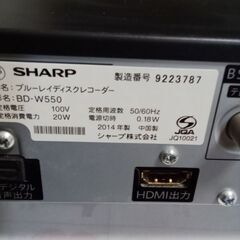 SHARP
製造番号 9223787
形名:ブルーレイディスクレコーダー
形名:BD-W550
定格電圧 100V 定格周波数 50/60Hz
定格消費電力 20W 電源切時 0.18W
2014年製 中国製
シャープ株式会社
JQA
JQ10021
デジタル
音声出力
HDMI出力